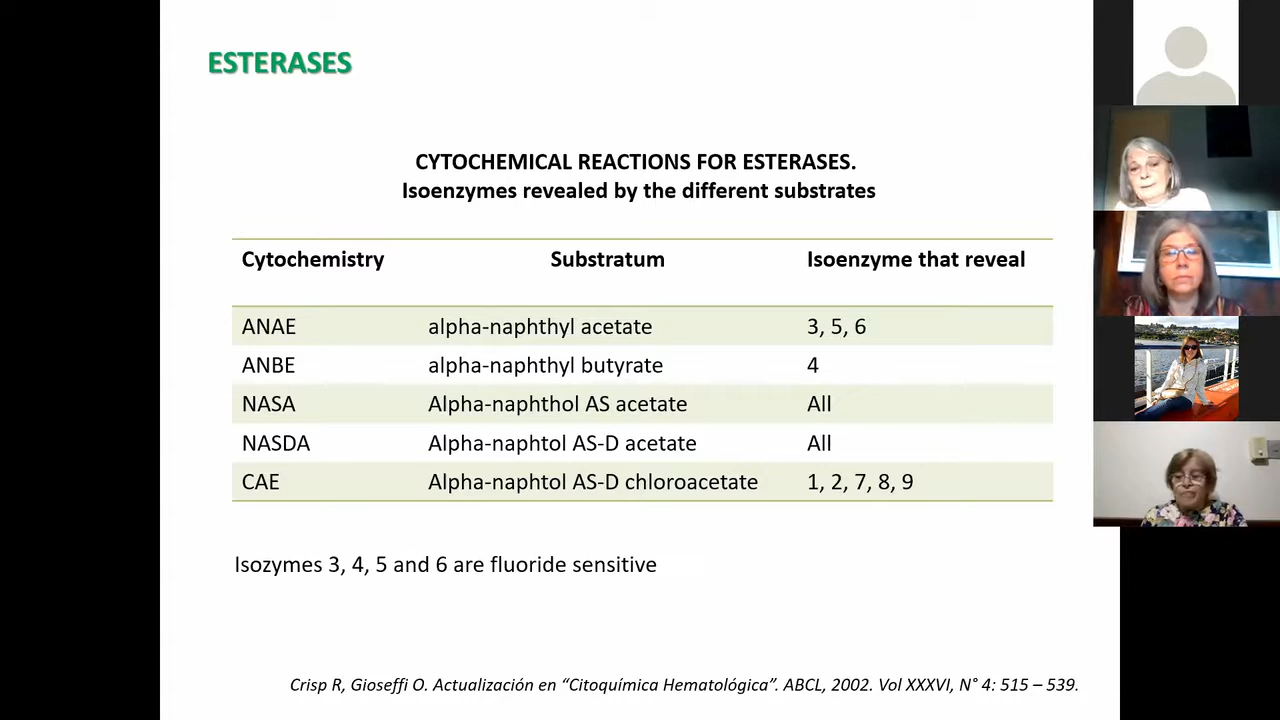 ESTERASES
CYTOCHEMICAL REACTIONS FOR ESTERASES.
Isoenzymes revealed by the different substrates
Cytochemistry Substratum Isoenzyme that reveal
ANAE alpha-naphthyl acetate 3, 5, 6
ANBE alpha-naphthyl butyrate 4
NASA Alpha-naphthol AS acetate All
NASDA Alpha-naphtol AS-D acetate All
CAE Alpha-naphtol AS-D chloroacetate 1, 2, 7, 8, 9
Isozymes 3, 4, 5 and 6 are fluoride sensitive
Crisp R, Gioseffi O. Actualización en “Citoquímica Hematológica”. ABCL, 2002. Vol XXXVI, N° 4: 515 – 539.